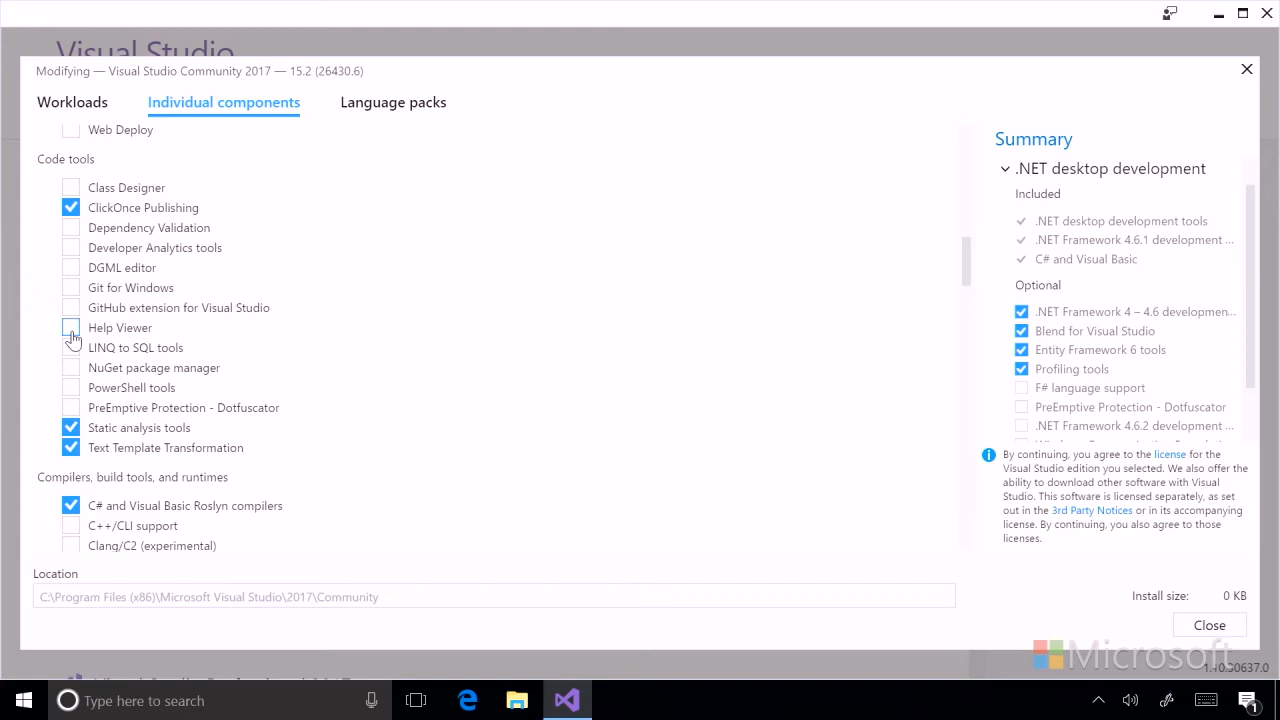 Visual Studio
Modifying — Visual Studio Community 2017 — 15.2 (26430.6)
Workloads
Individual components
Language packs
Web Deploy
Code tools
Class Designer
ClickOnce Publishing
Dependency Validation
Developer Analytics tools
DGML editor
Git for Windows
GitHub extension for Visual Studio
Help Viewer
LINQ to SQL tools
NuGet package manager
PowerShell tools
PreEmptive Protection - Dotfuscator
Static analysis tools
Text Template Transformation
Compilers, build tools, and runtimes
C# and Visual Basic Roslyn compilers
C++/CLI support
Clang/C2 (experimental)
Location
C:\Program Files (x86)\Microsoft Visual Studio\2017\Community
Summary
.NET desktop development
Included
.NET desktop development tools
.NET Framework 4.6.1 development ...
C# and Visual Basic
Optional
.NET Framework 4 – 4.6 developmen...
Blend for Visual Studio
Entity Framework 6 tools
Profiling tools
F# language support
PreEmptive Protection - Dotfuscator
.NET Framework 4.6.2 development ...
By continuing, you agree to the license for the
Visual Studio edition you selected. We also offer the
ability to download other software with Visual
Studio. This software is licensed separately, as set
out in the 3rd Party Notices or in its accompanying
license. By continuing, you also agree to those
licenses.
Install size: 0 KB
Close
Microsoft
1.10.30637.0
Type here to search
1